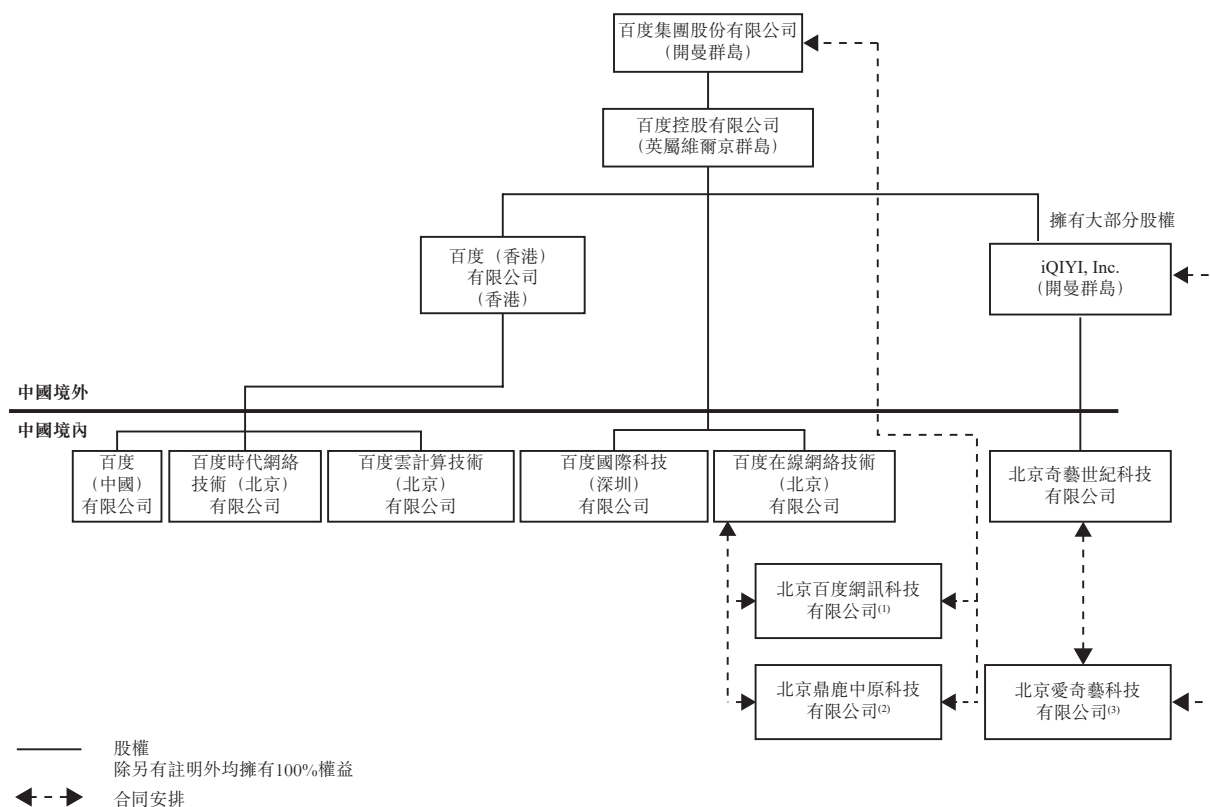 百度集團股份有限公司
（開曼群島）
百度控股有限公司
（英屬維爾京群島）
擁有大部分股權
百度（香港）
有限公司
（香港）
iQIYI, Inc.
（開曼群島）
中國境外
中國境內
百度
（中國）
有限公司
百度時代網絡
技術（北京）
有限公司
百度雲計算技術
（北京）
有限公司
百度國際科技
（深圳）
有限公司
百度在線網絡技術
（北京）
有限公司
北京奇藝世紀科技
有限公司
北京百度網訊科技
有限公司(1)
北京鼎鹿中原科技
有限公司(2)
北京愛奇藝科技
有限公司(3)
股權
除另有註明外均擁有100%權益
合同安排